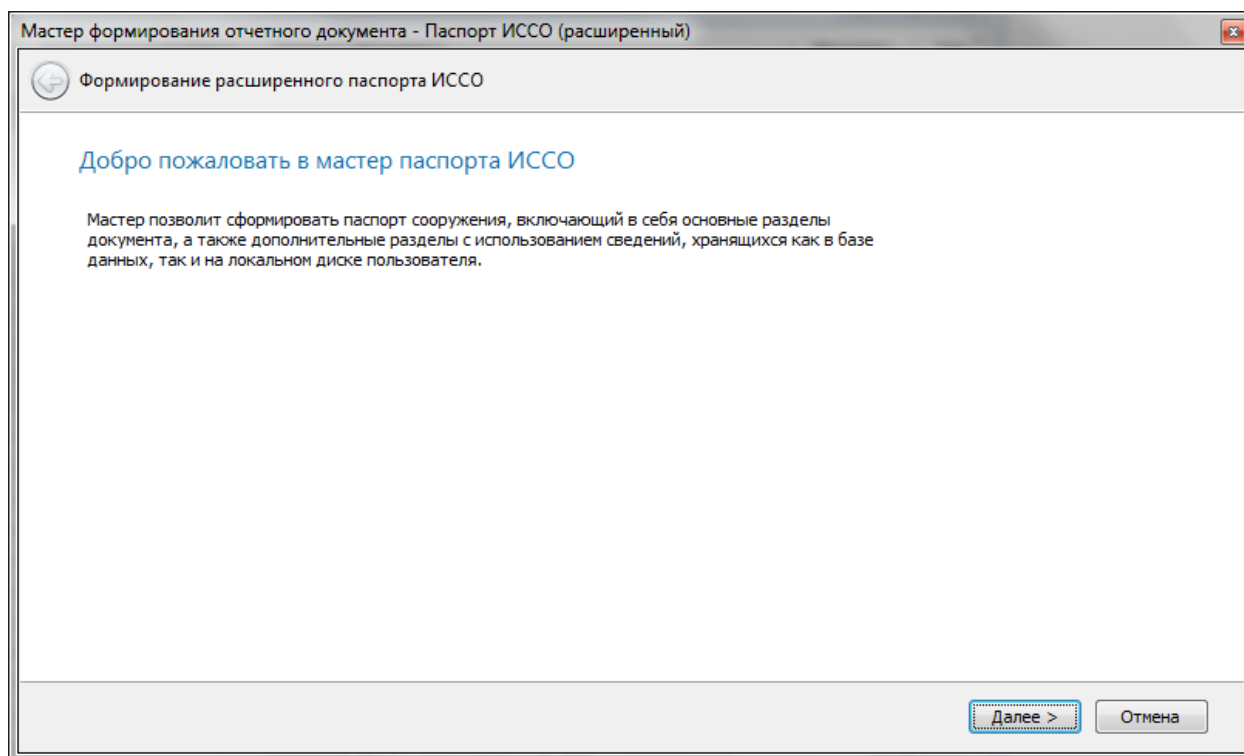 Мастер формирования отчетного документа - Паспорт ИССО (расширенный)
Формирование расширенного паспорта ИССО
Добро пожаловать в мастер паспорта ИССО
Мастер позволит сформировать паспорт сооружения, включающий в себя основные разделы
документа, а также дополнительные разделы с использованием сведений, хранящихся как в базе
данных, так и на локальном диске пользователя.
Далее > Отмена